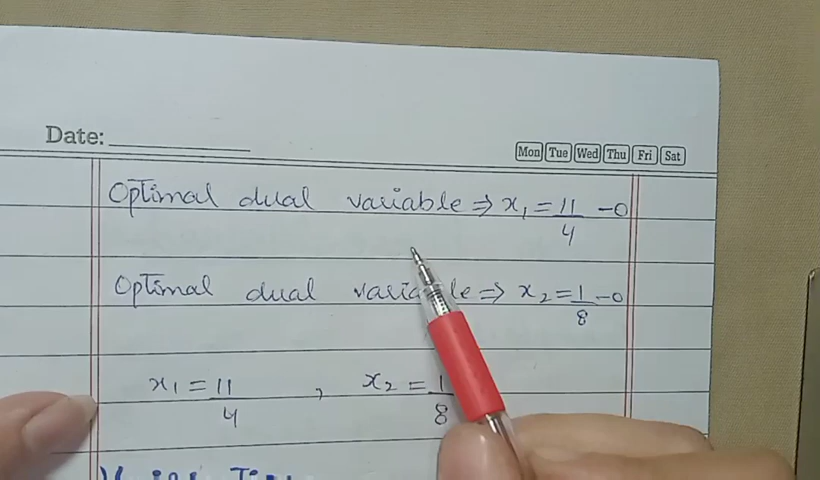 Date:
Mon Tue Wed Thu Fri Sat
Optimal dual variable ⇒ x₁ = 11/4 - 0
Optimal dual variable ⇒ x₂ = 1/8 - 0
x₁ = 11/4 , x₂ = 1/8